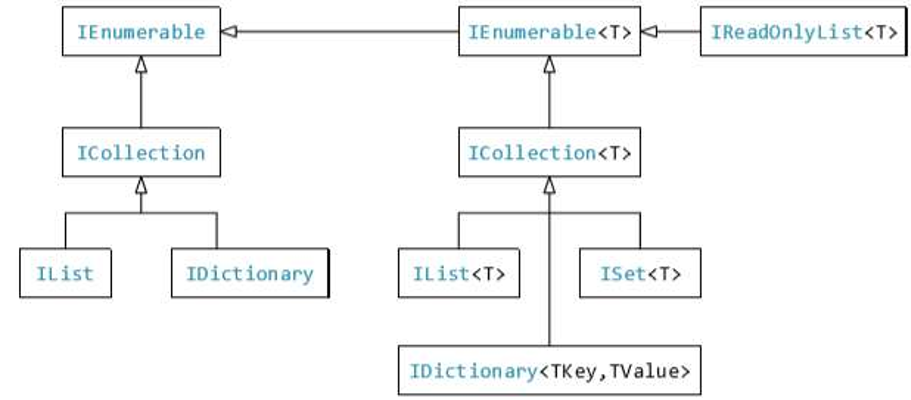 IEnumerable
IEnumerable<T>
IReadOnlyList<T>
ICollection
ICollection<T>
IList
IDictionary
IList<T>
ISet<T>
IDictionary<TKey,TValue>